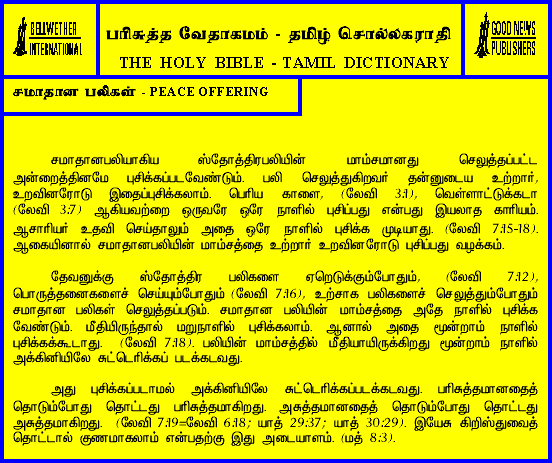 BELLWETHER
INTERNATIONAL
பரிசுத்த வேதாகமம் - தமிழ் சொல்லகராதி
THE HOLY BIBLE - TAMIL DICTIONARY
GOOD NEWS
PUBLISHERS
சமாதான பலிகள் - PEACE OFFERING
சமாதானபலியாகிய ஸ்தோத்திரபலியின் மாம்சமானது செலுத்தப்பட்ட
அன்றைத்தினமே புசிக்கப்படவேண்டும். பலி செலுத்துகிறவர் தன்னுடைய உற்றார்,
உறவினரோடு இதைப்புசிக்கலாம். பெரிய காளை, (லேவி 3:1), வெள்ளாட்டுக்கடா
(லேவி 3:7) ஆகியவற்றை ஒருவரே ஒரே நாளில் புசிப்பது என்பது இயலாத காரியம்.
ஆசாரியர் உதவி செய்தாலும் அதை ஒரே நாளில் புசிக்க முடியாது. (லேவி 7:15-18).
ஆகையினால் சமாதானபலியின் மாம்சத்தை உற்றார் உறவினரோடு புசிப்பது வழக்கம்.
தேவனுக்கு ஸ்தோத்திர பலிகளை ஏறெடுக்கும்போதும், (லேவி 7:12),
பொருத்தனைகளைச் செய்யும்போதும் (லேவி 7:16), உற்சாக பலிகளைச் செலுத்தும்போதும்
சமாதான பலிகள் செலுத்தப்படும். சமாதான பலியின் மாம்சத்தை அதே நாளில் புசிக்க
வேண்டும். மீதியிருந்தால் மறுநாளில் புசிக்கலாம். ஆனால் அதை மூன்றாம் நாளில்
புசிக்கக்கூடாது. (லேவி 7:18). பலியின் மாம்சத்தில் மீதியாயிருக்கிறது மூன்றாம் நாளில்
அக்கினியிலே சுட்டெரிக்கப் படக்கடவது.
அது புசிக்கப்படாமல் அக்கினியிலே சுட்டெரிக்கப்படக்கடவது. பரிசுத்தமானதைத்
தொடும்போது தொட்டது பரிசுத்தமாகிறது. அசுத்தமானதைத் தொடும்போது தொட்டது
அசுத்தமாகிறது. (லேவி 7:19=லேவி 6:18; யாத் 29:37; யாத் 30:29). இயேசு கிறிஸ்துவைத்
தொட்டால் குணமாகலாம் என்பதற்கு இது அடையாளம். (மத் 8:3).